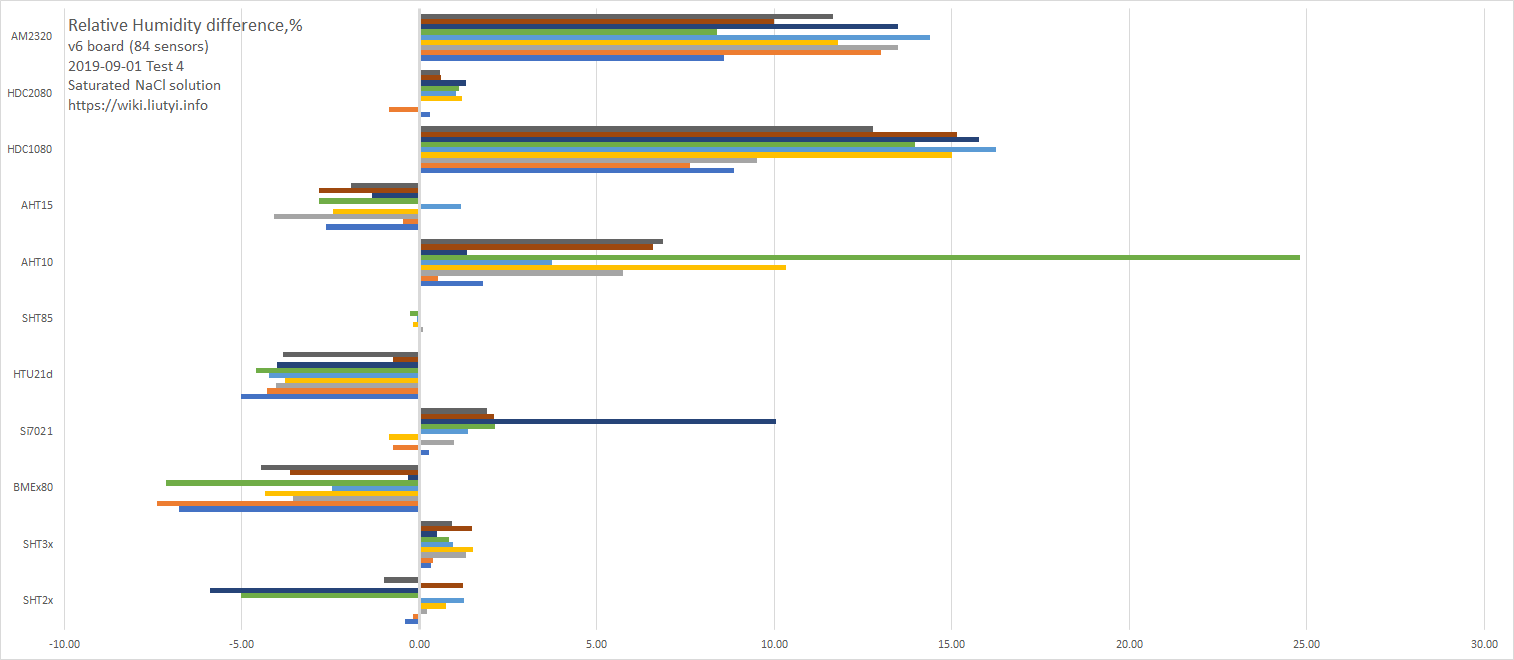 Relative Humidity difference,%
v6 board (84 sensors)
2019-09-01 Test 4
Saturated NaCl solution
https://wiki.liutyi.info
AM2320
HDC2080
HDC1080
AHT15
AHT10
SHT85
HTU21d
Si7021
BMEx80
SHT3x
SHT2x
-10.00 -5.00 0.00 5.00 10.00 15.00 20.00 25.00 30.00